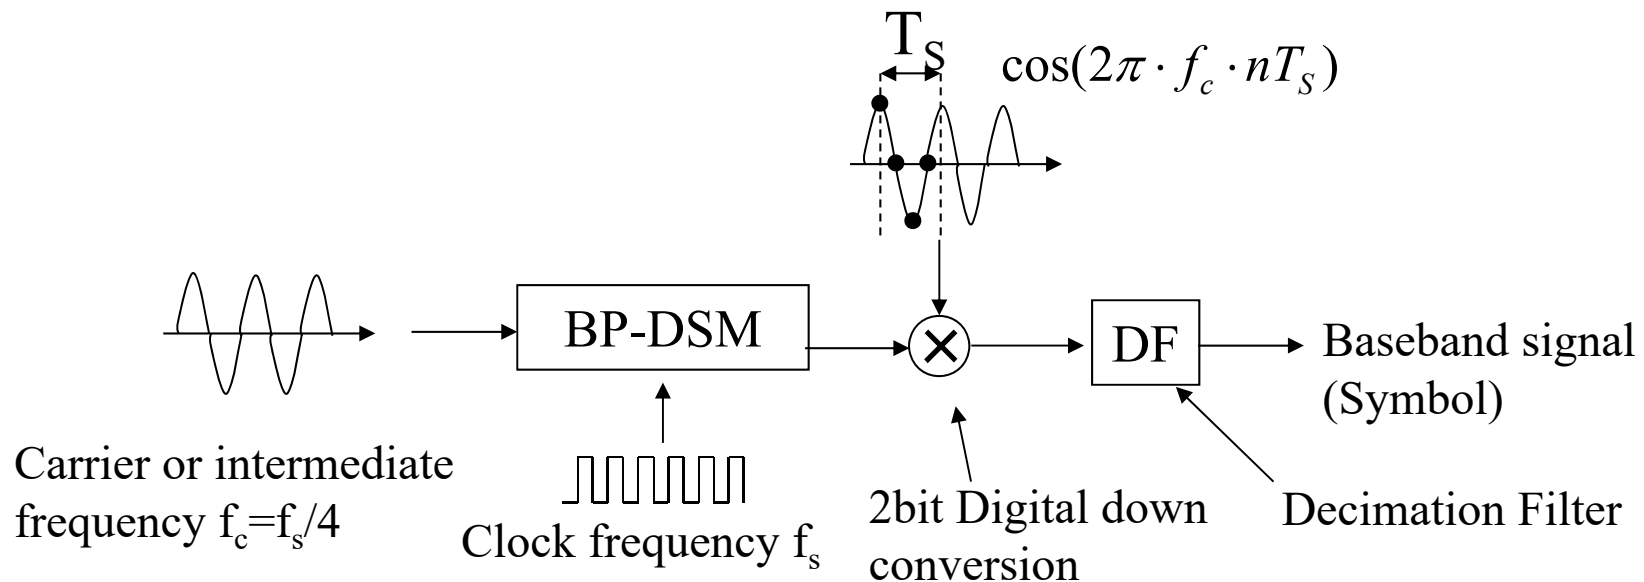 T_S
cos(2π · f_c · nT_S)
BP-DSM
DF
Baseband signal
(Symbol)
Carrier or intermediate
frequency f_c=f_s/4
Clock frequency f_s
2bit Digital down
conversion
Decimation Filter